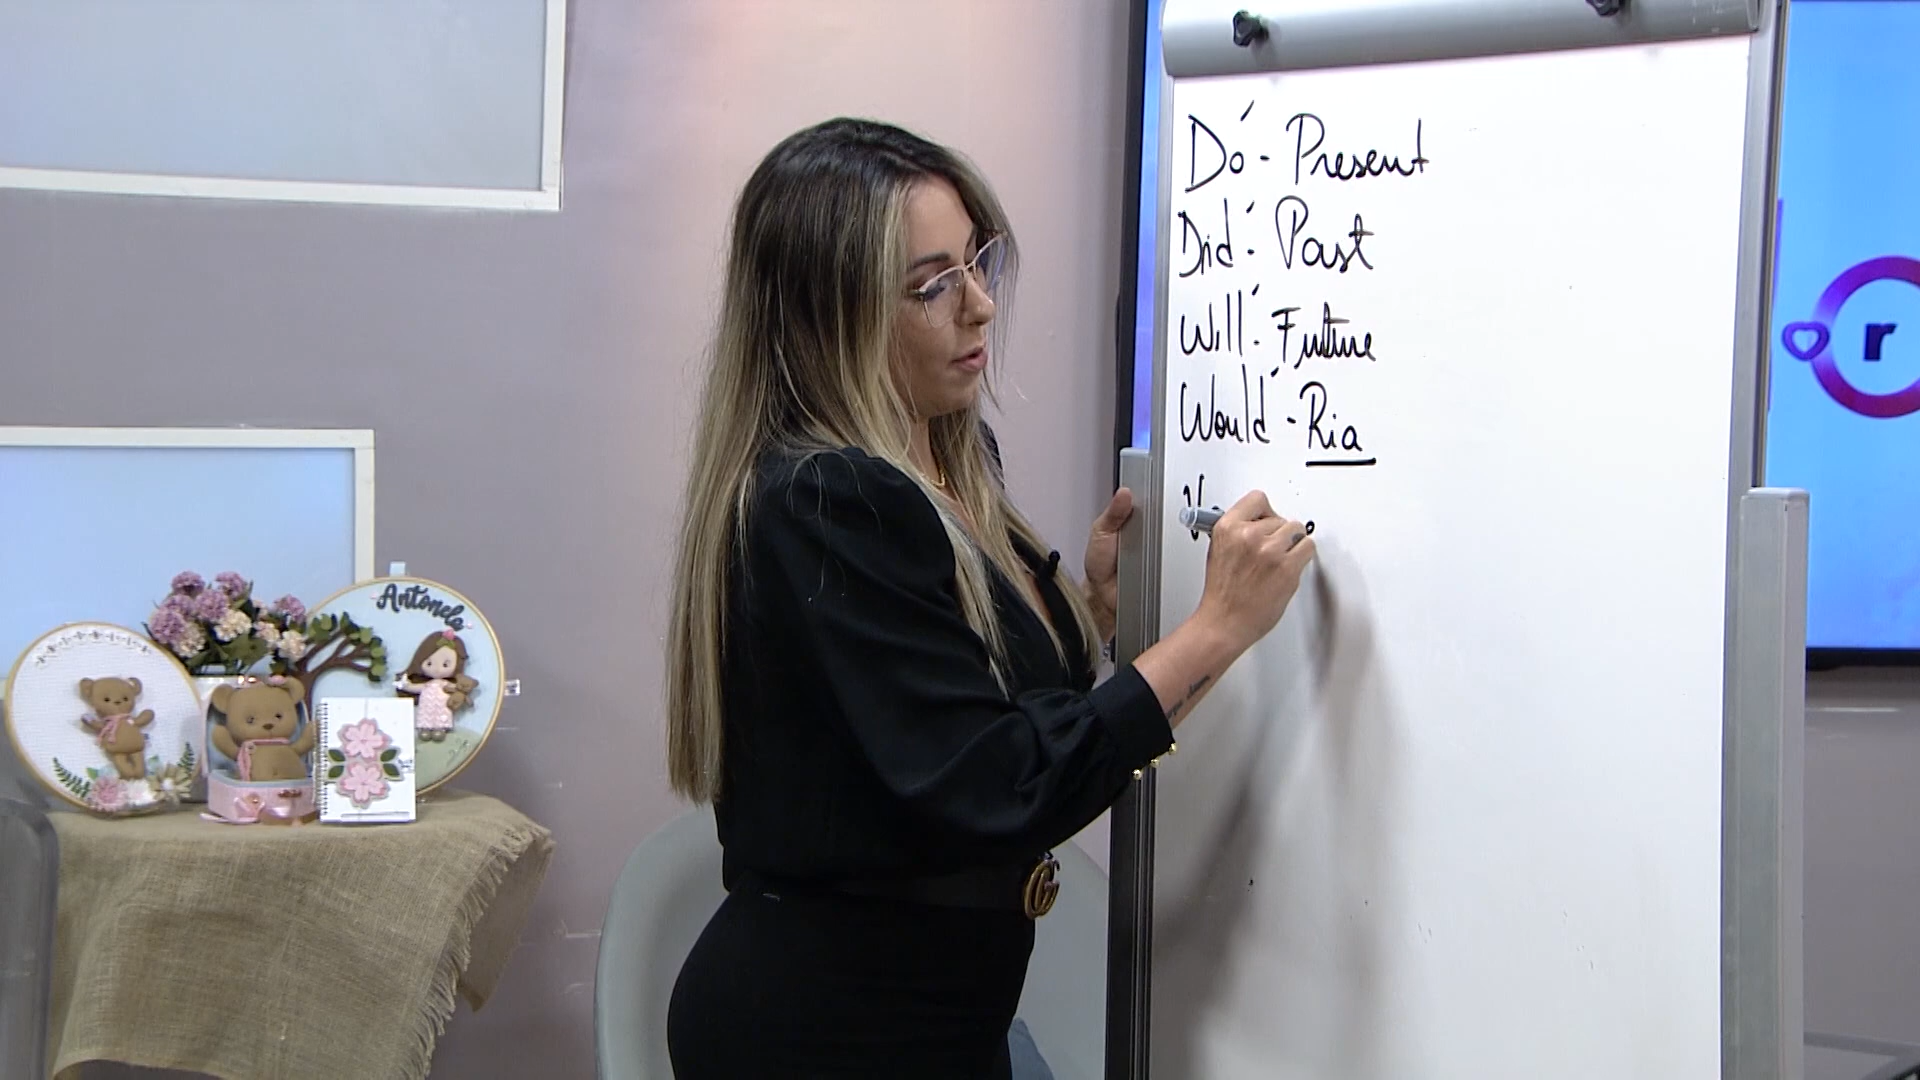 Do - Present
Did - Past
Will - Future
Would - Ria
Antonela
r